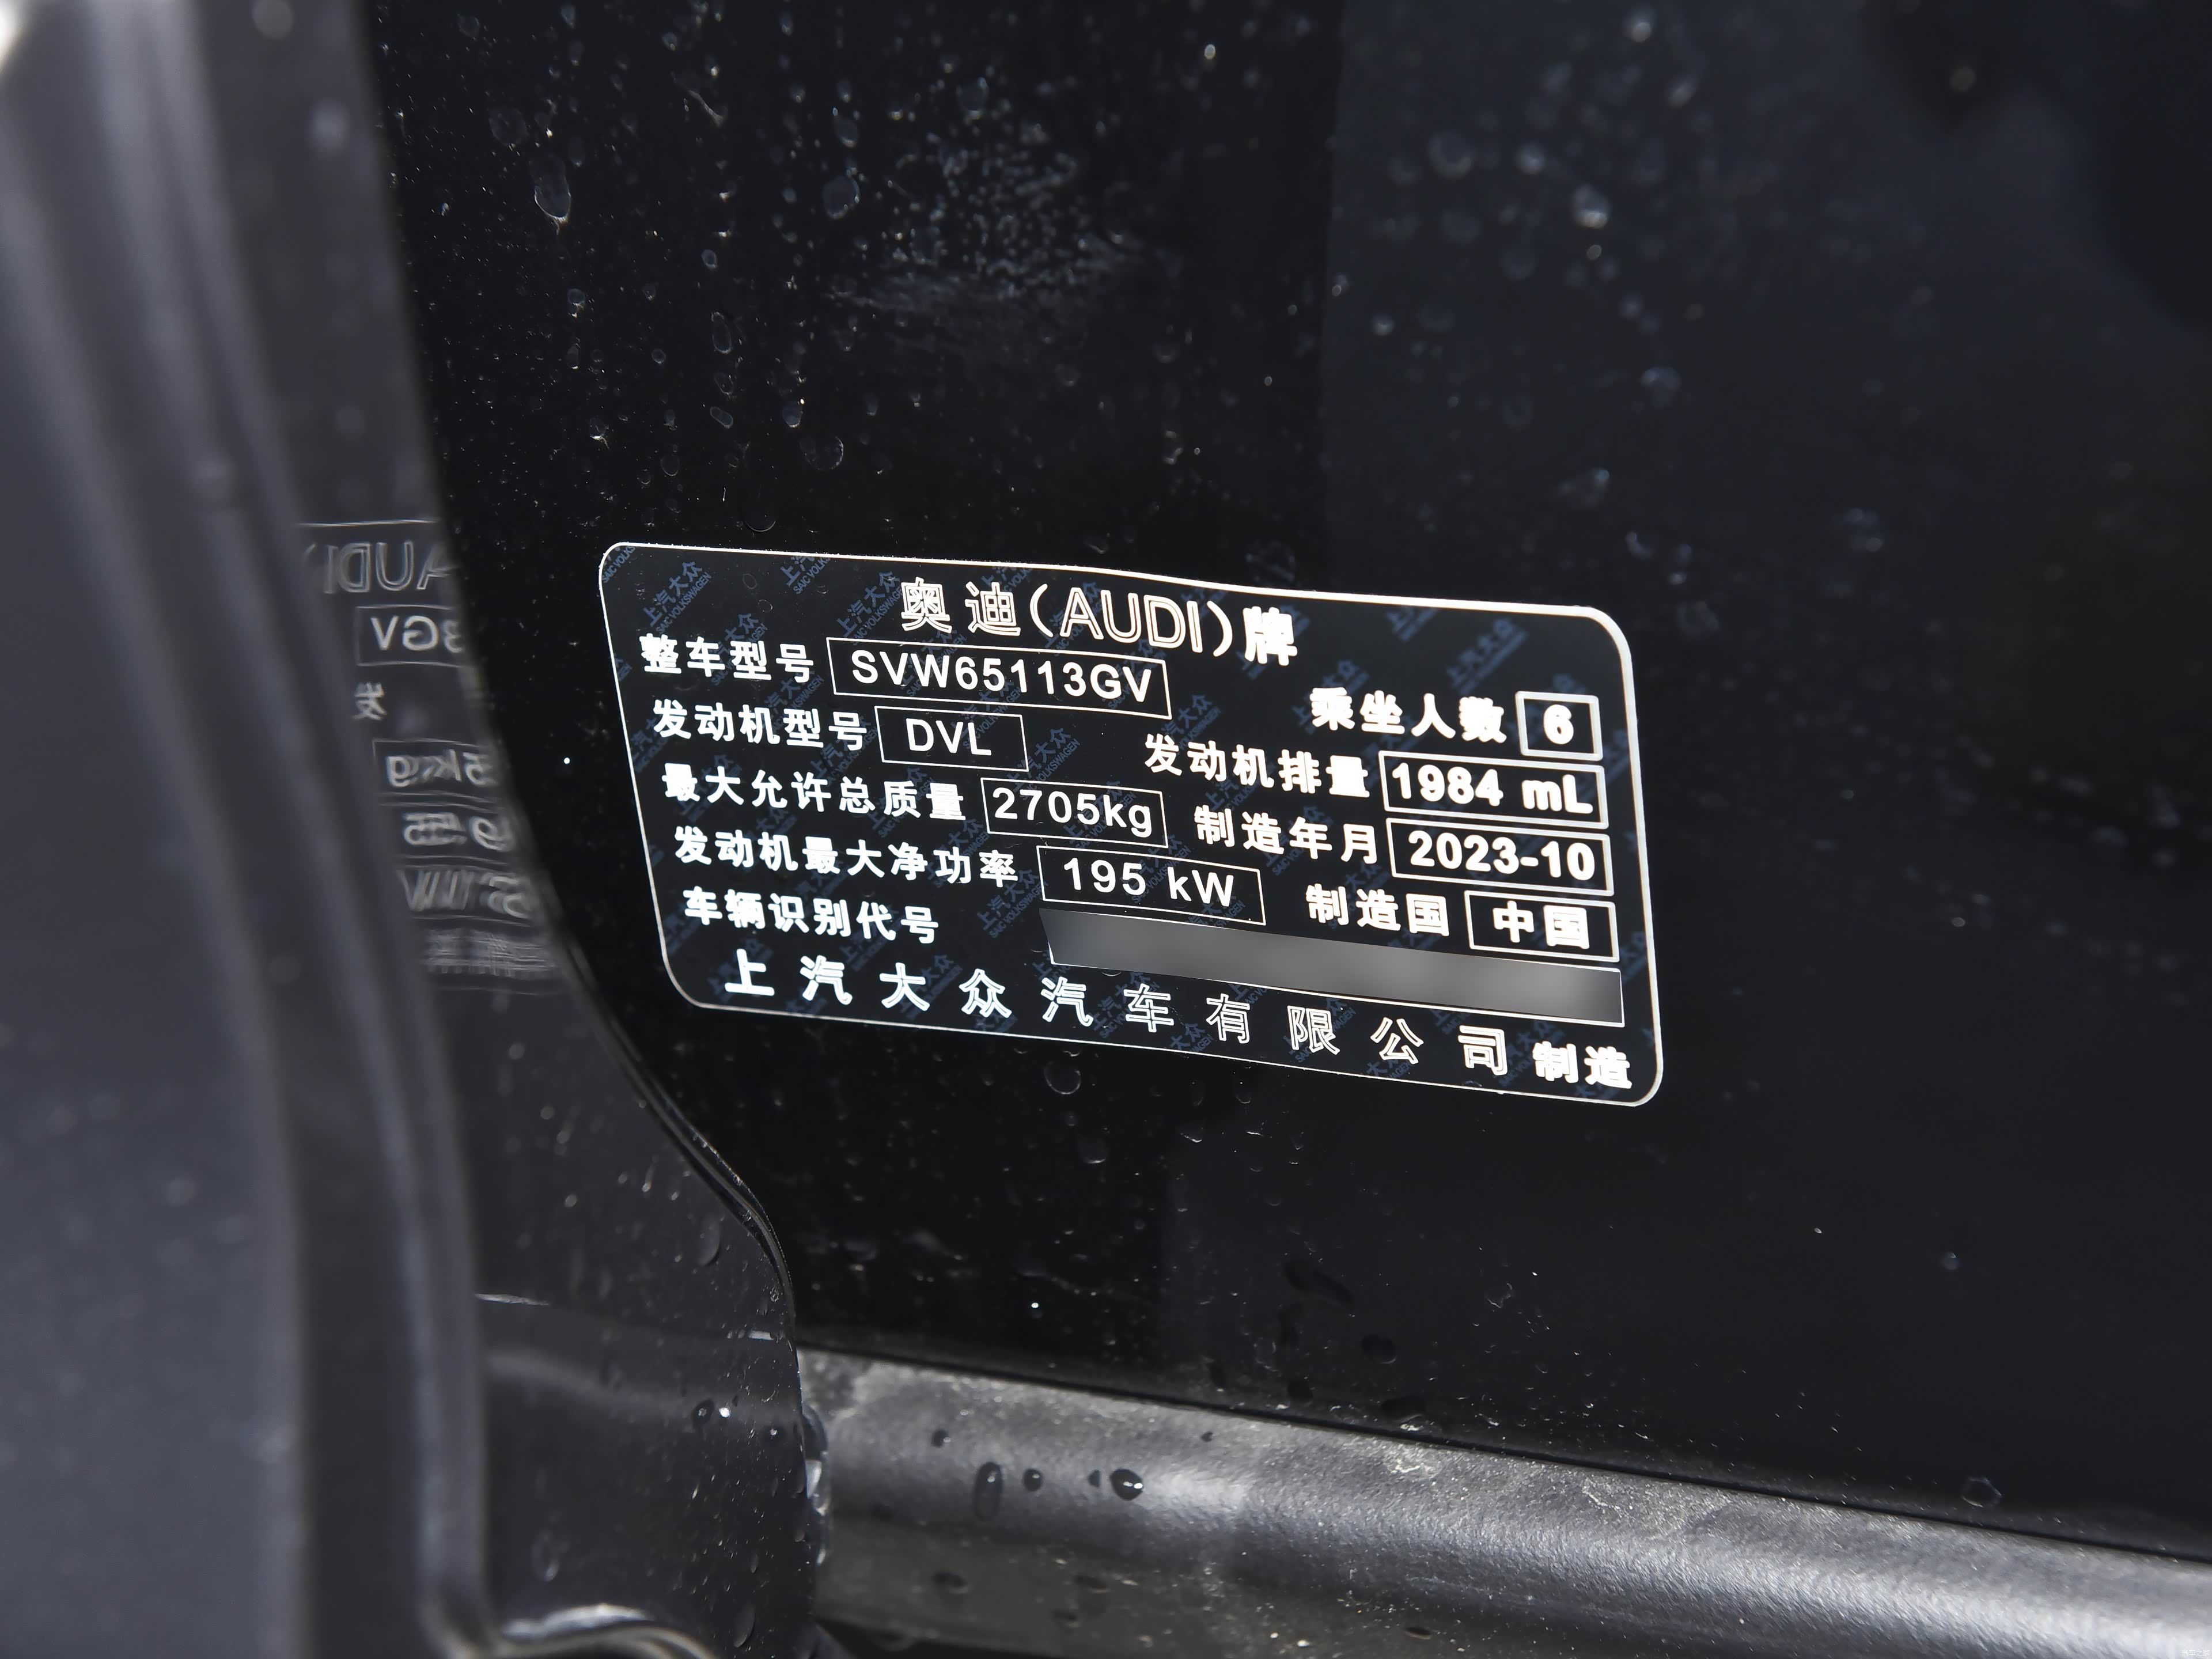 奥迪(AUDI)牌
整车型号 SVW65113GV 乘坐人数 6
发动机型号 DVL 发动机排量 1984 mL
最大允许总质量 2705kg 制造年月 2023-10
发动机最大净功率 195 kW 制造国 中国
车辆识别代号
上汽大众汽车有限公司 制造